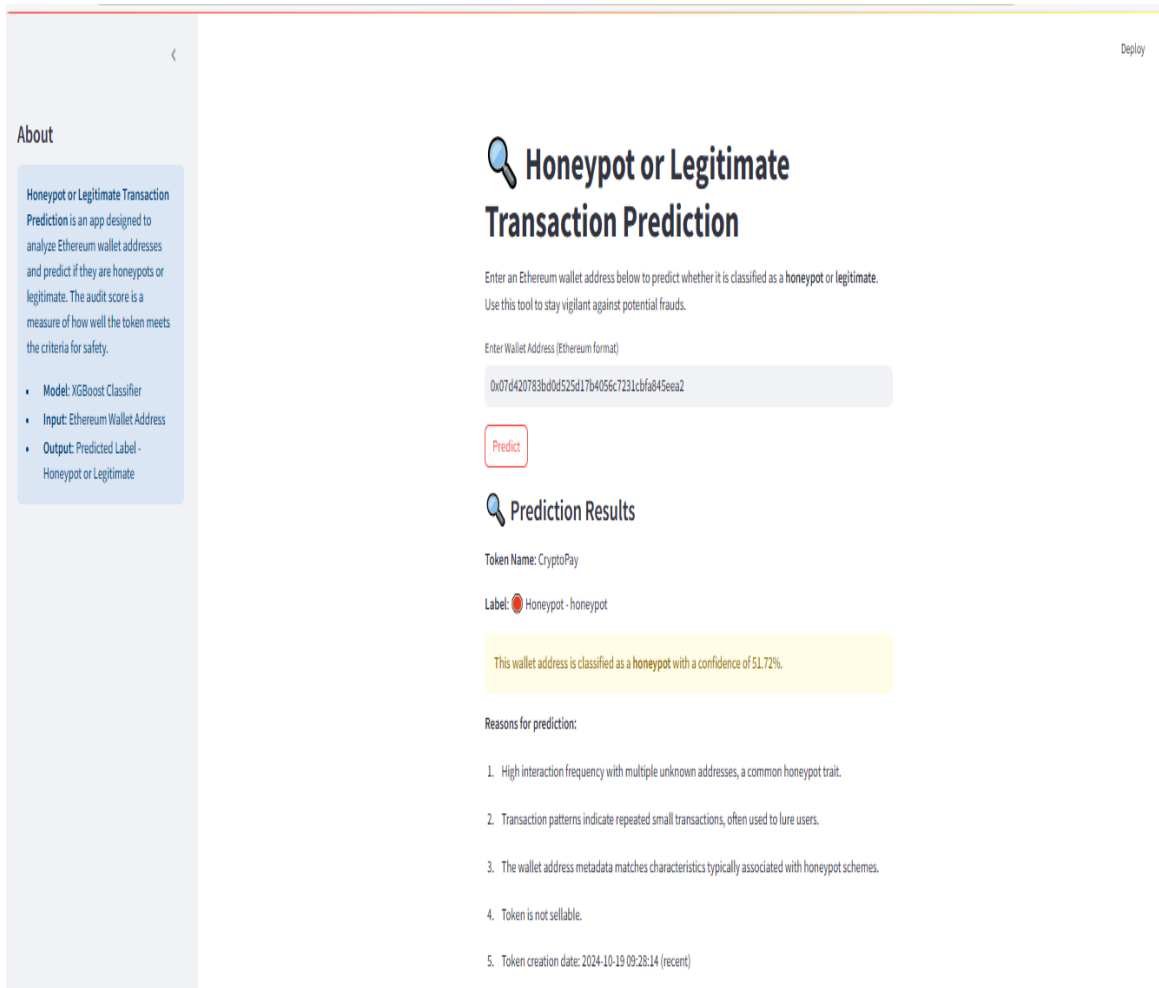 Deploy
About
Honeypot or Legitimate Transaction
Prediction is an app designed to
analyze Ethereum wallet addresses
and predict if they are honeypots or
legitimate. The audit score is a
measure of how well the token meets
the criteria for safety.
Model: XGBoost Classifier
Input: Ethereum Wallet Address
Output: Predicted Label -
Honeypot or Legitimate
Honeypot or Legitimate
Transaction Prediction
Enter an Ethereum wallet address below to predict whether it is classified as a honeypot or legitimate.
Use this tool to stay vigilant against potential frauds.
Enter Wallet Address (Ethereum format)
0x07d420783bd0d525d17b4056c7231cbfa845eea2
Predict
Prediction Results
Token Name: CryptoPay
Label: Honeypot - honeypot
This wallet address is classified as a honeypot with a confidence of 51.72%.
Reasons for prediction:
1. High interaction frequency with multiple unknown addresses, a common honeypot trait.
2. Transaction patterns indicate repeated small transactions, often used to lure users.
3. The wallet address metadata matches characteristics typically associated with honeypot schemes.
4. Token is not sellable.
5. Token creation date: 2024-10-19 09:28:14 (recent)